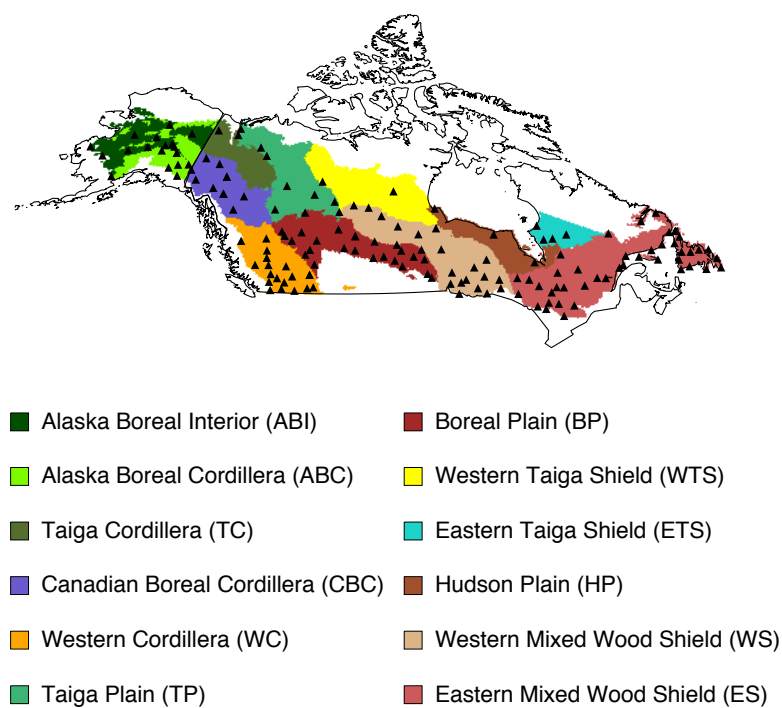 Alaska Boreal Interior (ABI)
Alaska Boreal Cordillera (ABC)
Taiga Cordillera (TC)
Canadian Boreal Cordillera (CBC)
Western Cordillera (WC)
Taiga Plain (TP)
Boreal Plain (BP)
Western Taiga Shield (WTS)
Eastern Taiga Shield (ETS)
Hudson Plain (HP)
Western Mixed Wood Shield (WS)
Eastern Mixed Wood Shield (ES)